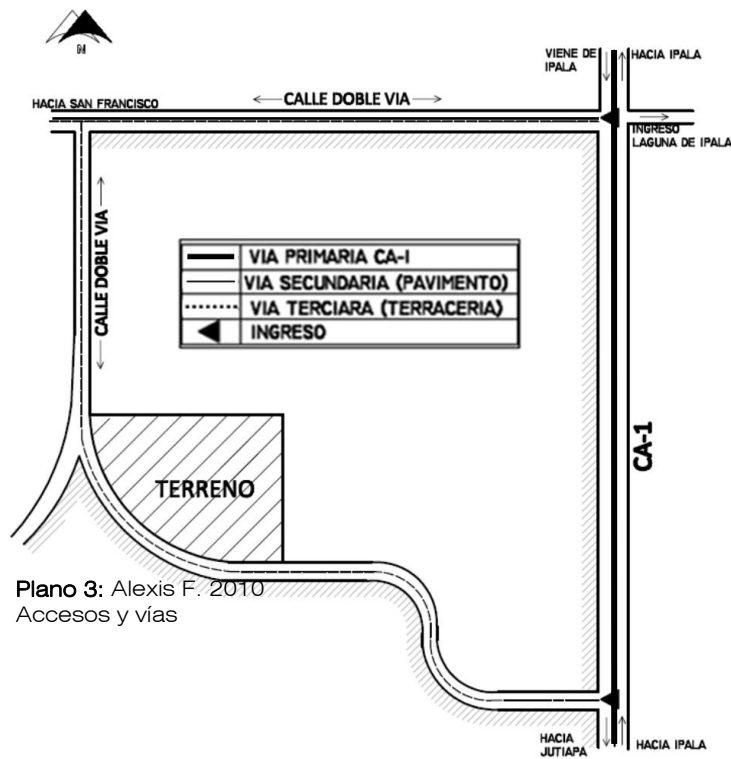 N
VIENE DE
IPALA
HACIA IPALA
HACIA SAN FRANCISCO
CALLE DOBLE VIA
INGRESO
LAGUNA DE IPALA
CALLE DOBLE VIA
VIA PRIMARIA CA-I
VIA SECUNDARIA (PAVIMENTO)
VIA TERCIARA (TERRACERIA)
INGRESO
CA-1
TERRENO
Plano 3: Alexis F. 2010
Accesos y vías
HACIA
JUTIAPA
HACIA IPALA